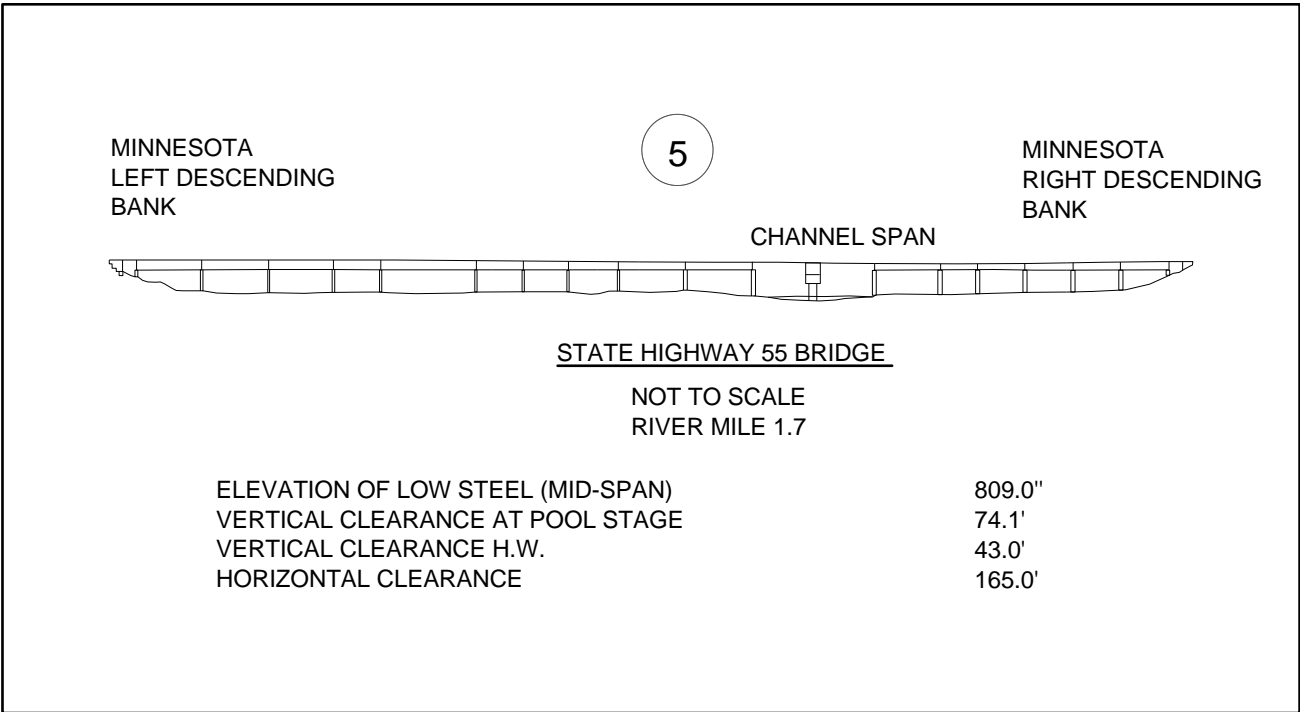 MINNESOTA
LEFT DESCENDING
BANK
5
MINNESOTA
RIGHT DESCENDING
BANK
CHANNEL SPAN
STATE HIGHWAY 55 BRIDGE
NOT TO SCALE
RIVER MILE 1.7
ELEVATION OF LOW STEEL (MID-SPAN) 809.0"
VERTICAL CLEARANCE AT POOL STAGE 74.1'
VERTICAL CLEARANCE H.W. 43.0'
HORIZONTAL CLEARANCE 165.0'